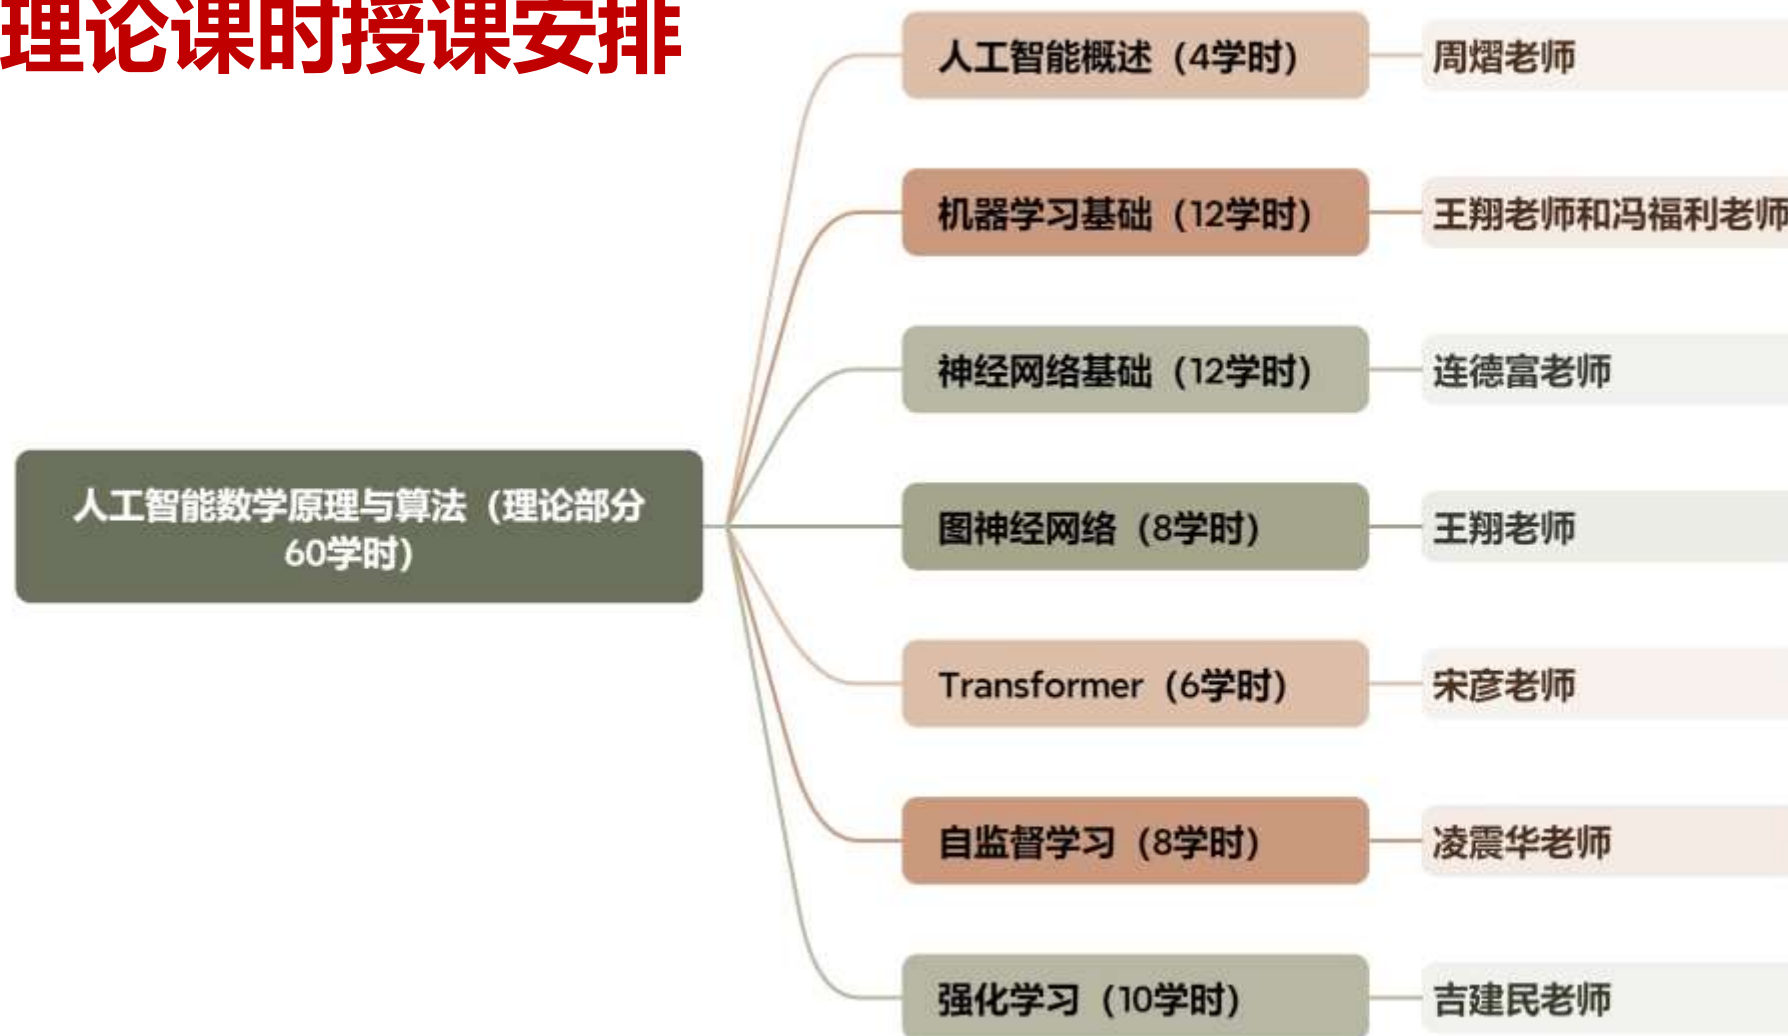 理论课时授课安排
人工智能概述（4学时）
周熠老师
机器学习基础（12学时）
王翔老师和冯福利老师
神经网络基础（12学时）
连德富老师
人工智能数学原理与算法（理论部分
60学时）
图神经网络（8学时）
王翔老师
Transformer（6学时）
宋彦老师
自监督学习（8学时）
凌震华老师
强化学习（10学时）
吉建民老师